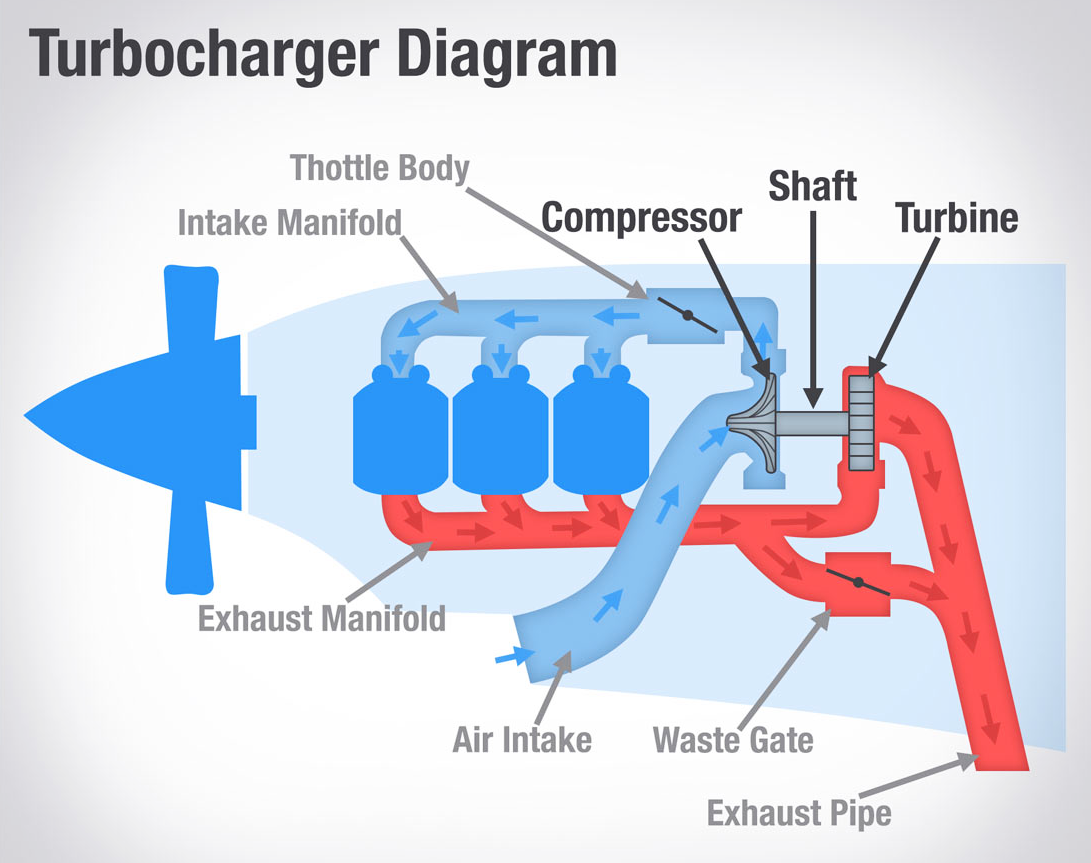 Turbocharger Diagram
Thottle Body
Shaft
Intake Manifold
Compressor
Turbine
Exhaust Manifold
Air Intake
Waste Gate
Exhaust Pipe